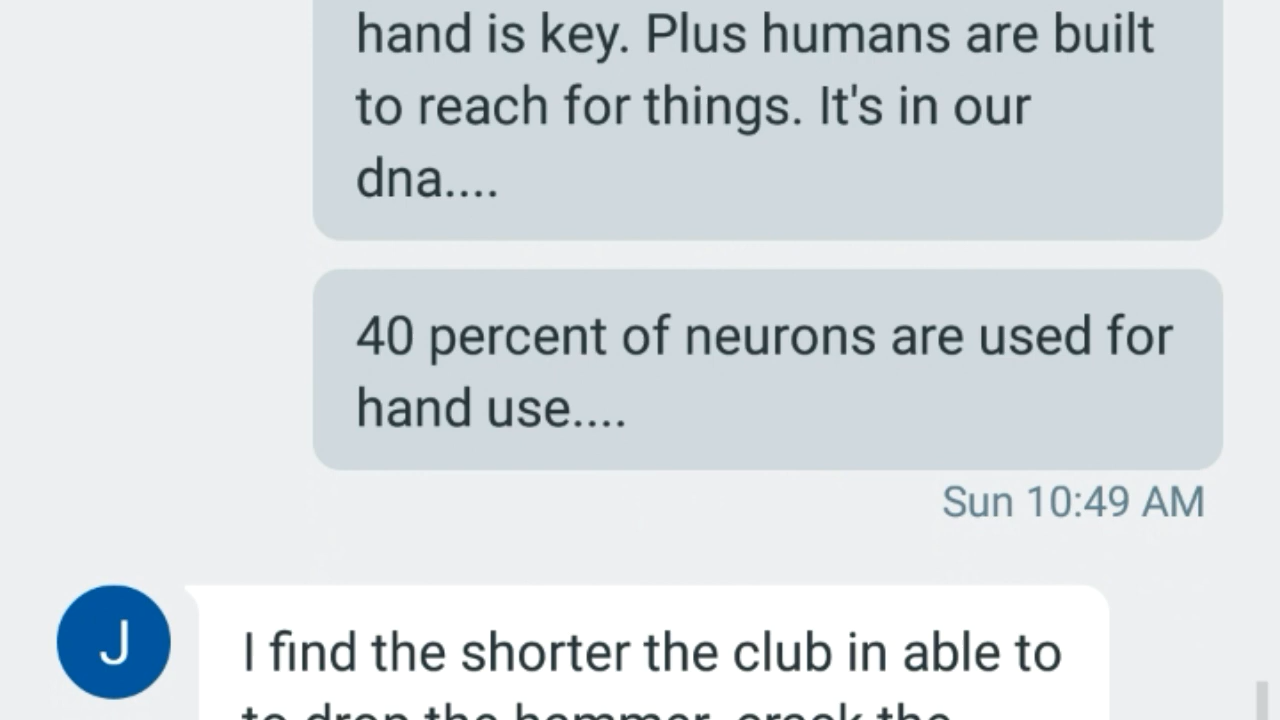 hand is key. Plus humans are built
to reach for things. It's in our
dna....
40 percent of neurons are used for
hand use....
Sun 10:49 AM
J
I find the shorter the club in able to
to drop the hammer, crack the